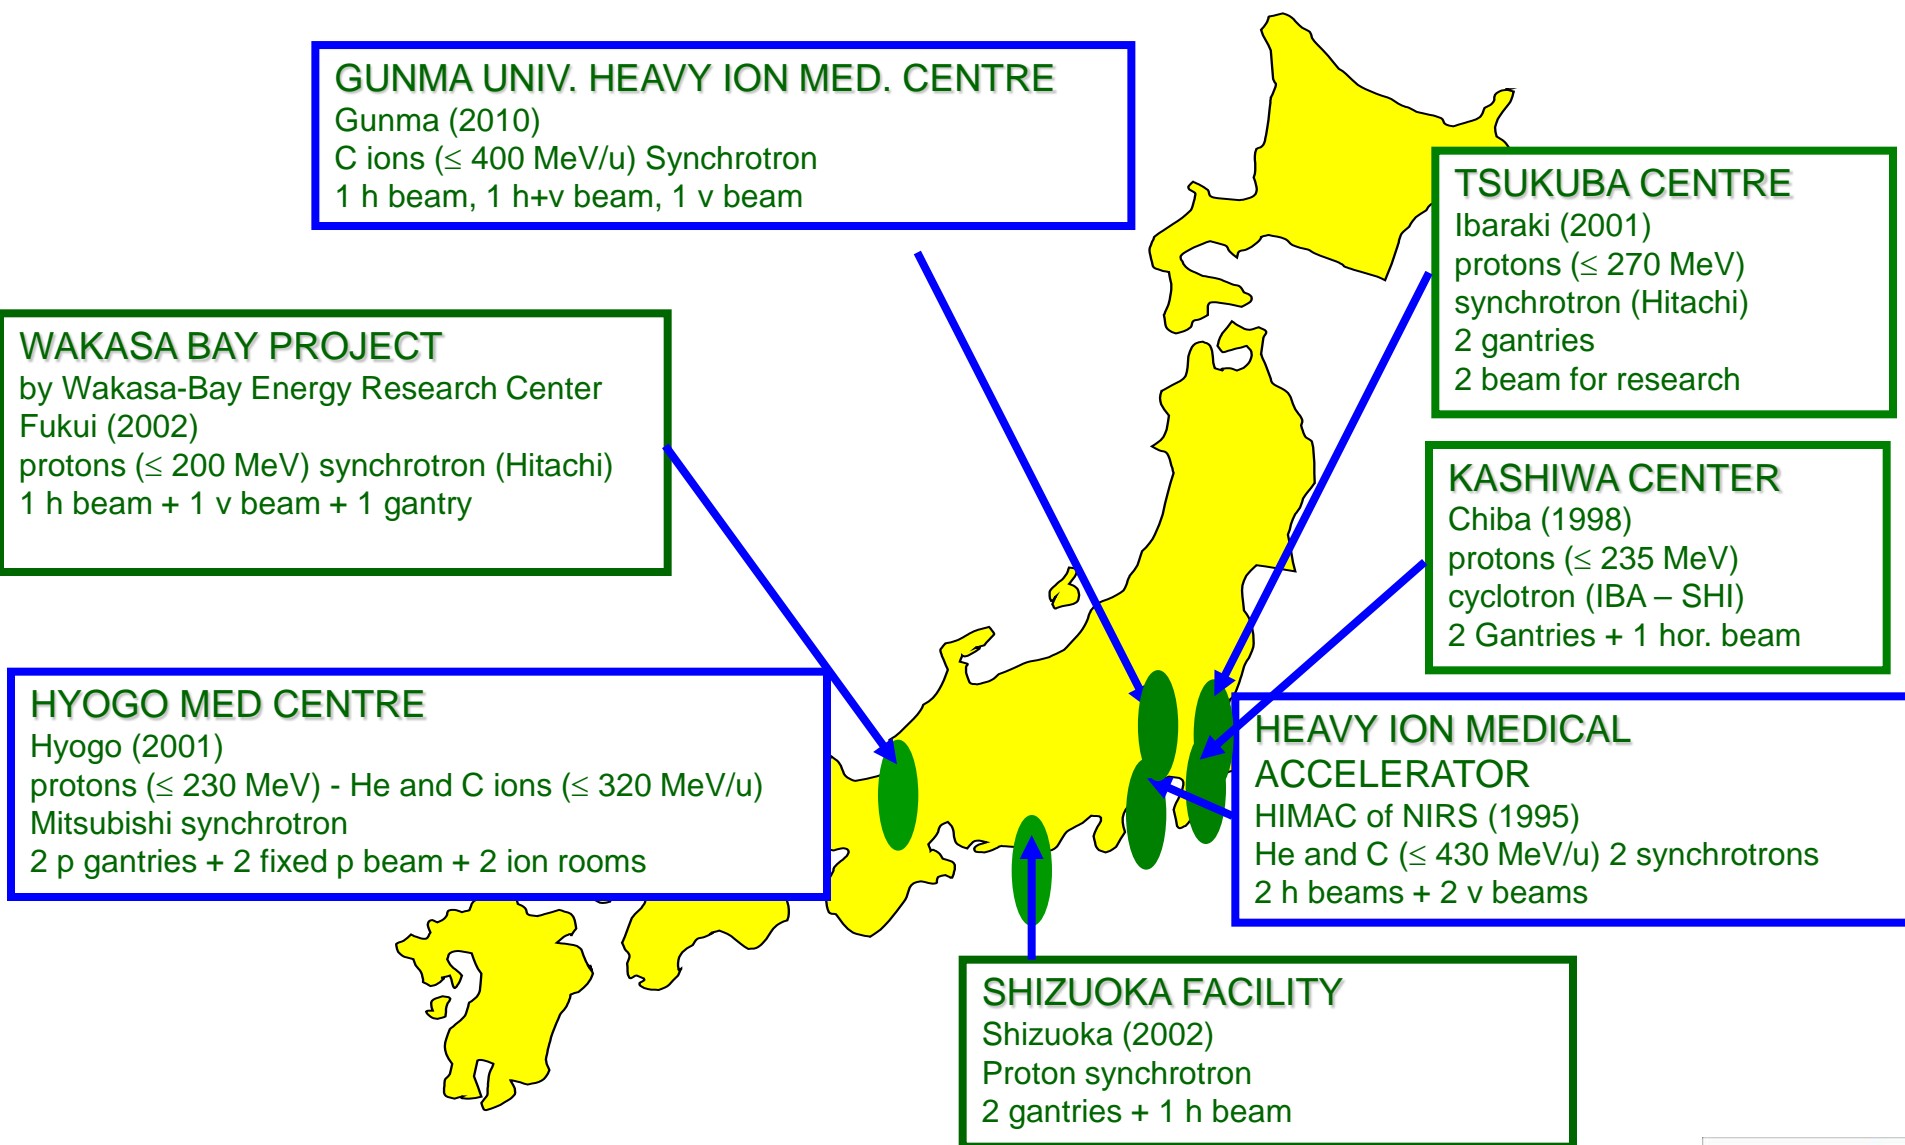 GUNMA UNIV. HEAVY ION MED. CENTRE
Gunma (2010)
C ions (≤ 400 MeV/u) Synchrotron
1 h beam, 1 h+v beam, 1 v beam
TSUKUBA CENTRE
Ibaraki (2001)
protons (≤ 270 MeV)
synchrotron (Hitachi)
2 gantries
2 beam for research
WAKASA BAY PROJECT
by Wakasa-Bay Energy Research Center
Fukui (2002)
protons (≤ 200 MeV) synchrotron (Hitachi)
1 h beam + 1 v beam + 1 gantry
KASHIWA CENTER
Chiba (1998)
protons (≤ 235 MeV)
cyclotron (IBA – SHI)
2 Gantries + 1 hor. beam
HYOGO MED CENTRE
Hyogo (2001)
protons (≤ 230 MeV) - He and C ions (≤ 320 MeV/u)
Mitsubishi synchrotron
2 p gantries + 2 fixed p beam + 2 ion rooms
HEAVY ION MEDICAL
ACCELERATOR
HIMAC of NIRS (1995)
He and C (≤ 430 MeV/u) 2 synchrotrons
2 h beams + 2 v beams
SHIZUOKA FACILITY
Shizuoka (2002)
Proton synchrotron
2 gantries + 1 h beam